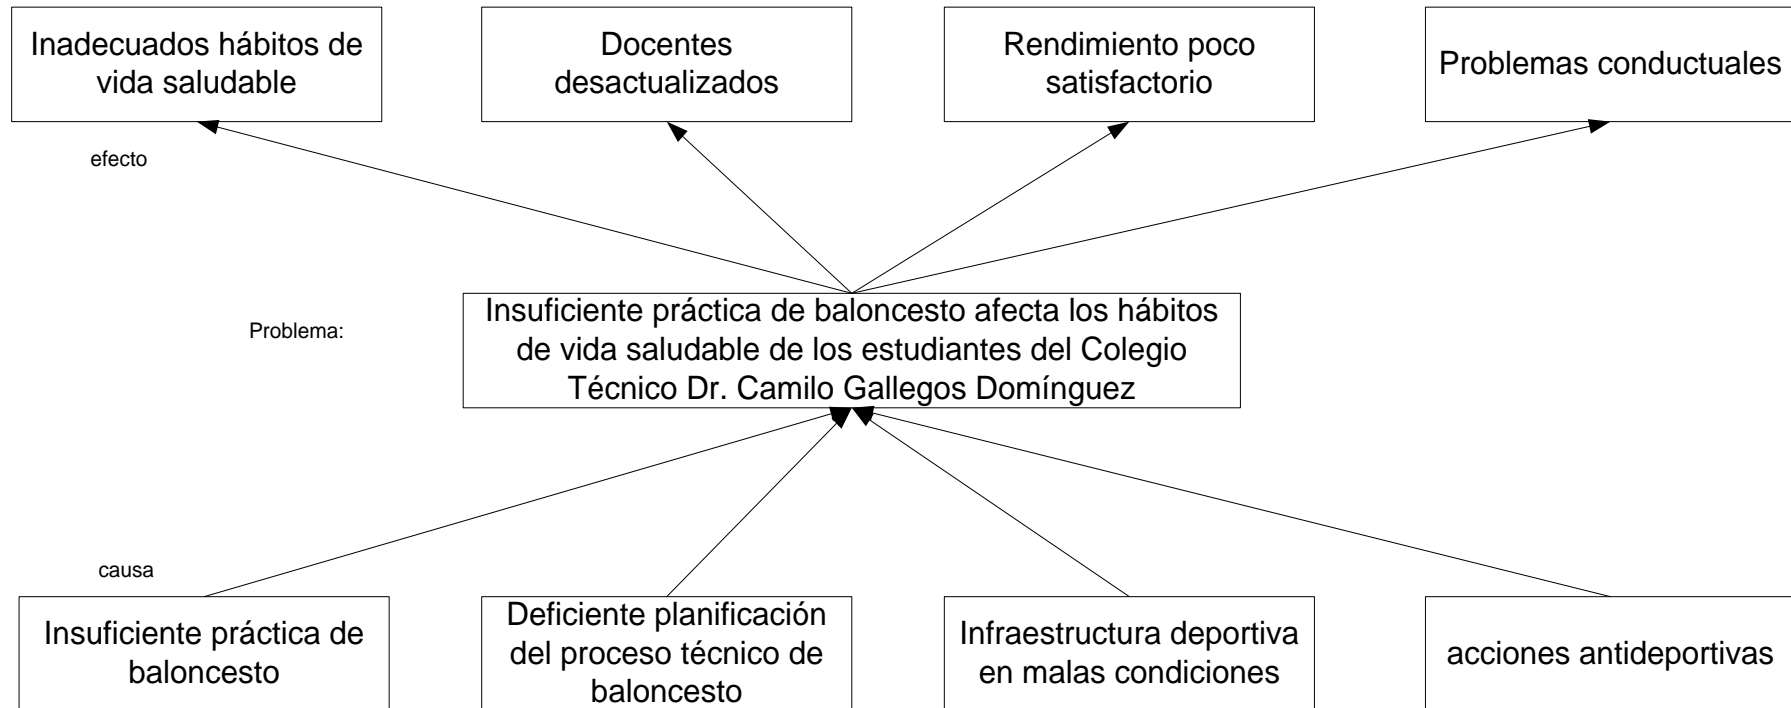 Inadecuados hábitos de
vida saludable
Docentes
desactualizados
Rendimiento poco
satisfactorio
Problemas conductuales
efecto
Problema:
Insuficiente práctica de baloncesto afecta los hábitos
de vida saludable de los estudiantes del Colegio
Técnico Dr. Camilo Gallegos Domínguez
causa
Insuficiente práctica de
baloncesto
Deficiente planificación
del proceso técnico de
baloncesto
Infraestructura deportiva
en malas condiciones
acciones antideportivas